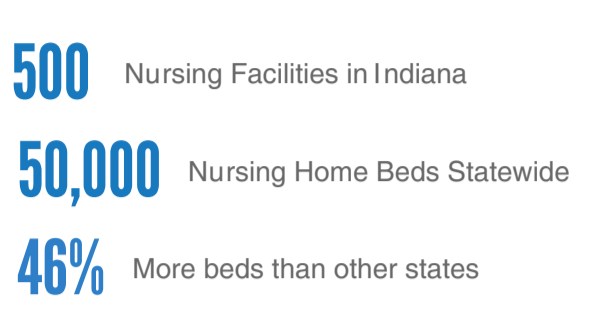 500 Nursing Facilities in Indiana
50,000 Nursing Home Beds Statewide
46% More beds than other states